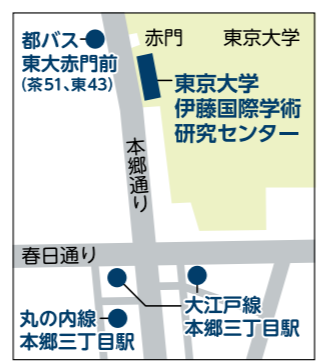 都バス
東大赤門前
(茶51、東43)
赤門
東京大学
東京大学
伊藤国際学術
研究センター
本郷通り
春日通り
大江戸線
本郷三丁目駅
丸の内線
本郷三丁目駅